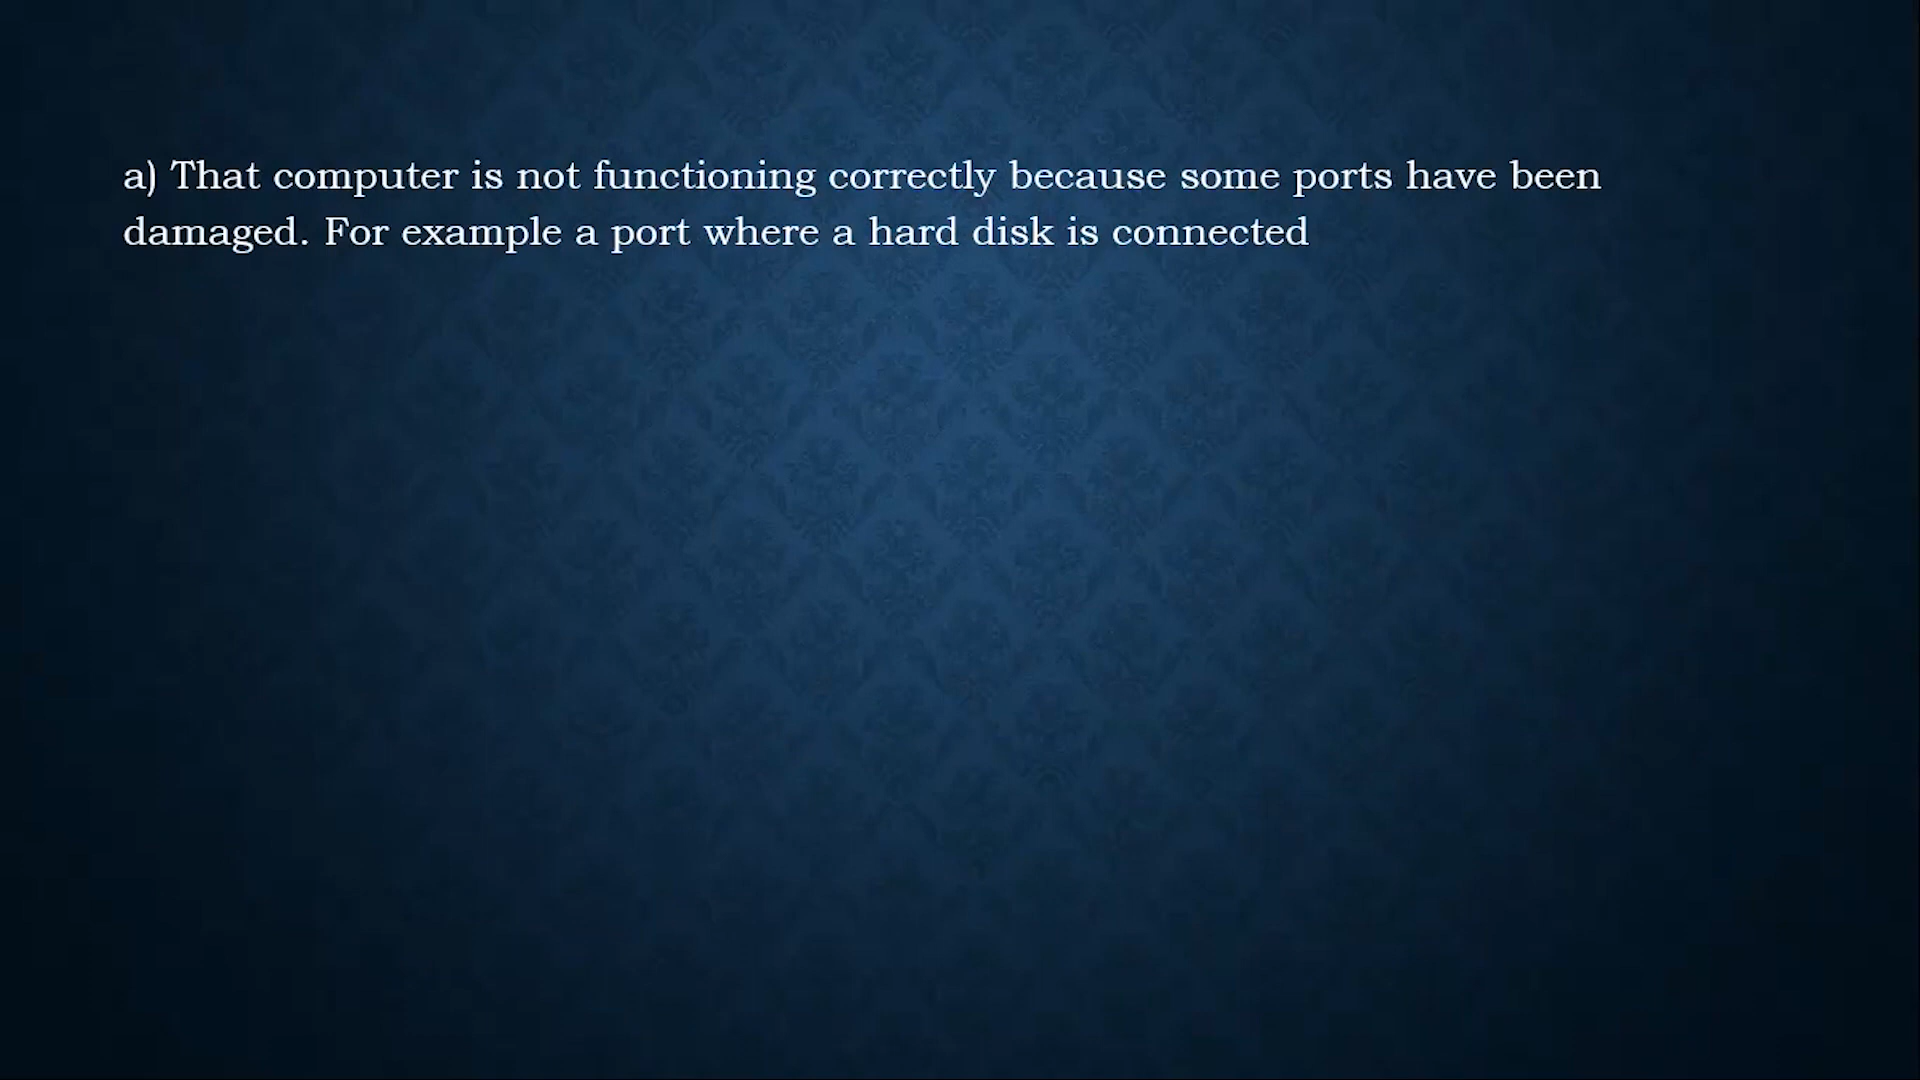 a) That computer is not functioning correctly because some ports have been
damaged. For example a port where a hard disk is connected